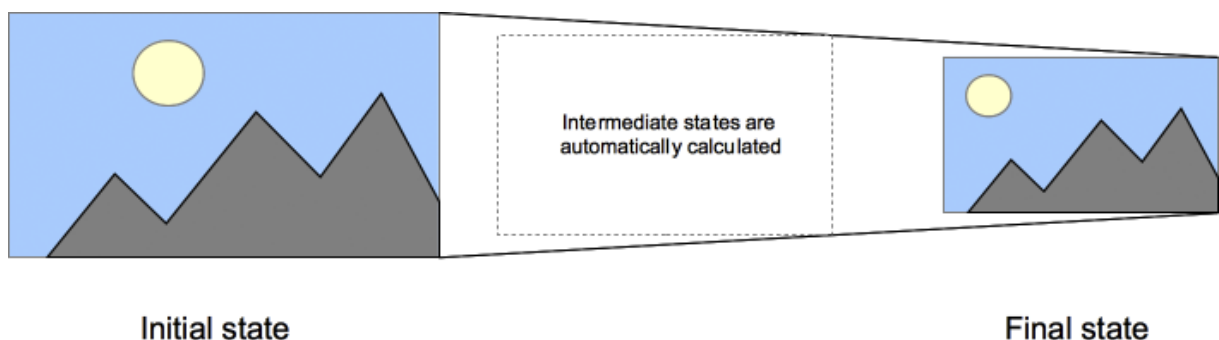 Intermediate states are
automatically calculated
Initial state
Final state